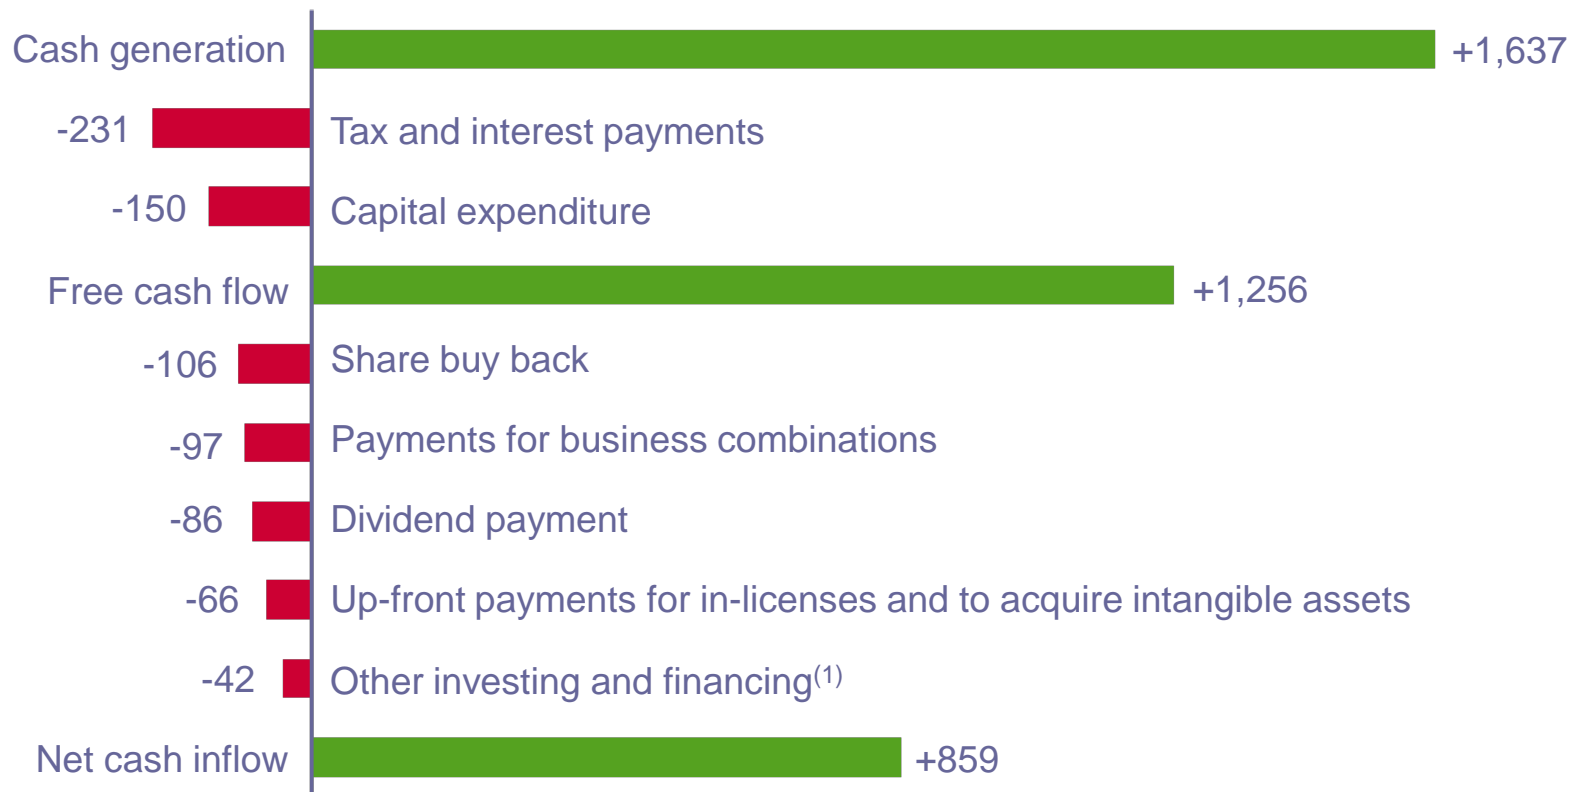 Cash generation +1,637
-231 Tax and interest payments
-150 Capital expenditure
Free cash flow +1,256
-106 Share buy back
-97 Payments for business combinations
-86 Dividend payment
-66 Up-front payments for in-licenses and to acquire intangible assets
-42 Other investing and financing(1)
Net cash inflow +859